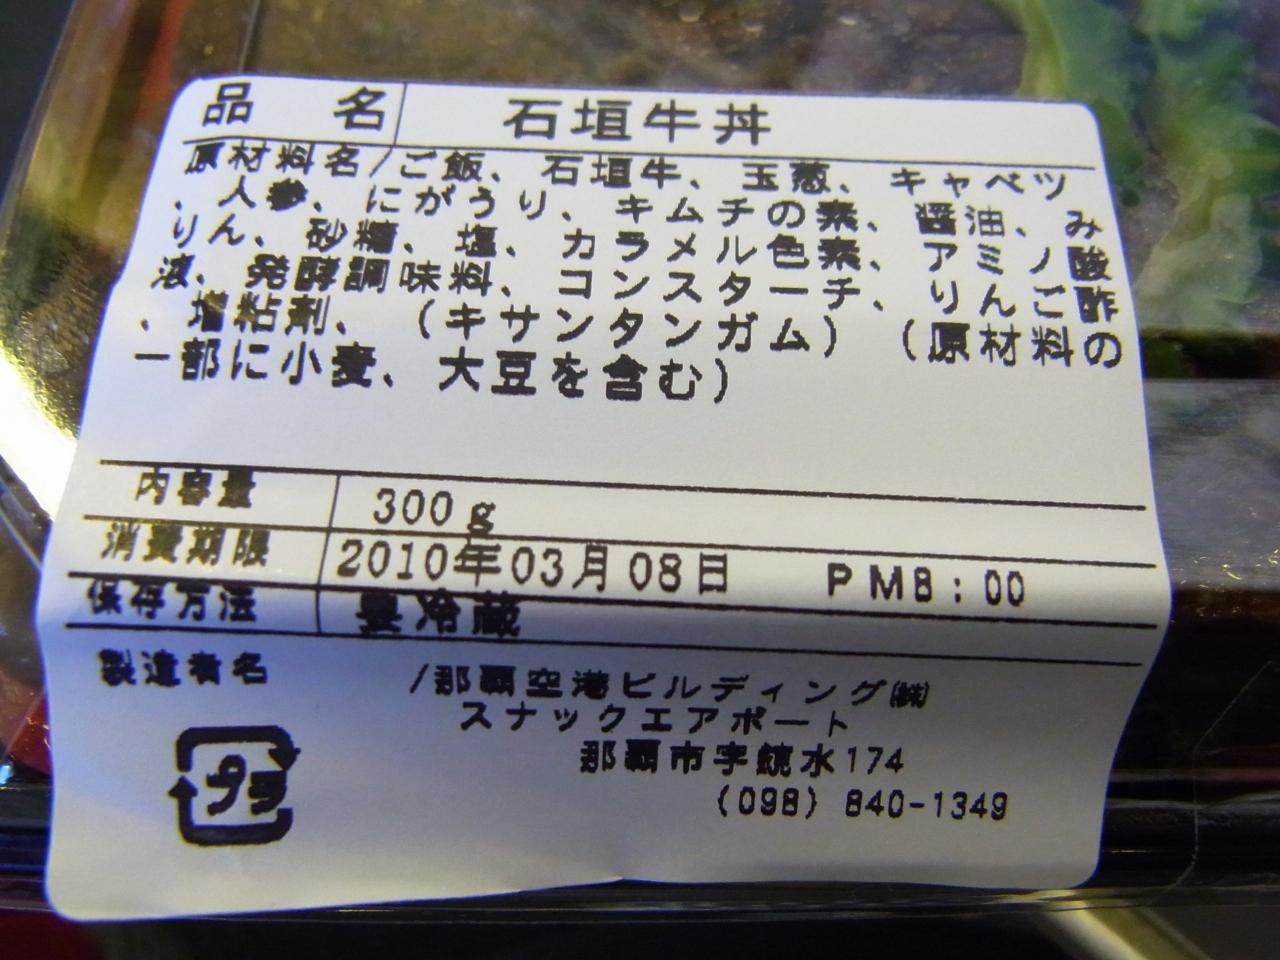 品 名 石垣牛丼
原材料名/ご飯、石垣牛、玉葱、キャベツ
、人参、にがうり、キムチの素、醤油、み
りん、砂糖、塩、カラメル色素、アミノ酸
液、発酵調味料、コンスターチ、りんご酢
、増粘剤、(キサンタンガム)(原材料の
一部に小麦、大豆を含む)
内容量 300g
消費期限 2010年03月08日 PM8:00
保存方法 要冷蔵
製造者名 /那覇空港ビルディング㈱
スナックエアポート
那覇市字鏡水174
(098)840-1349
プラ